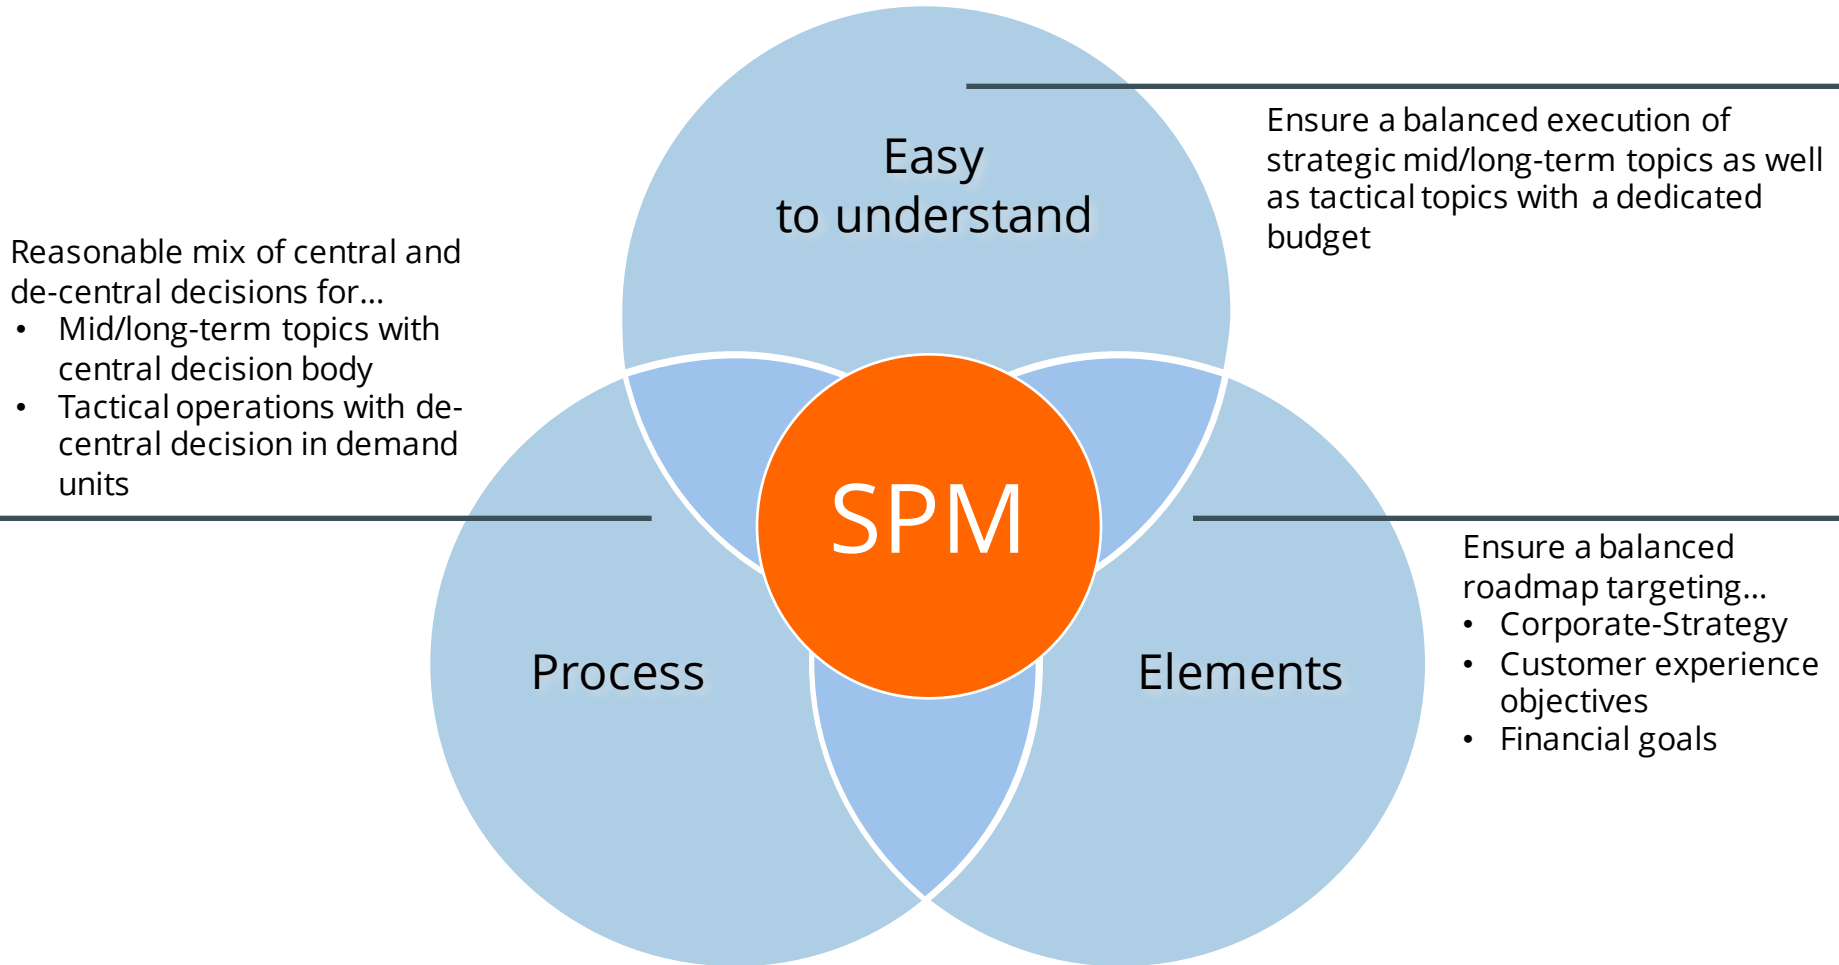 Easy
to understand
Ensure a balanced execution of
strategic mid/long-term topics as well
as tactical topics with a dedicated
budget
Reasonable mix of central and
de-central decisions for...
• Mid/long-term topics with
central decision body
• Tactical operations with de-
central decision in demand
units
SPM
Process
Elements
Ensure a balanced
roadmap targeting...
• Corporate-Strategy
• Customer experience
objectives
• Financial goals